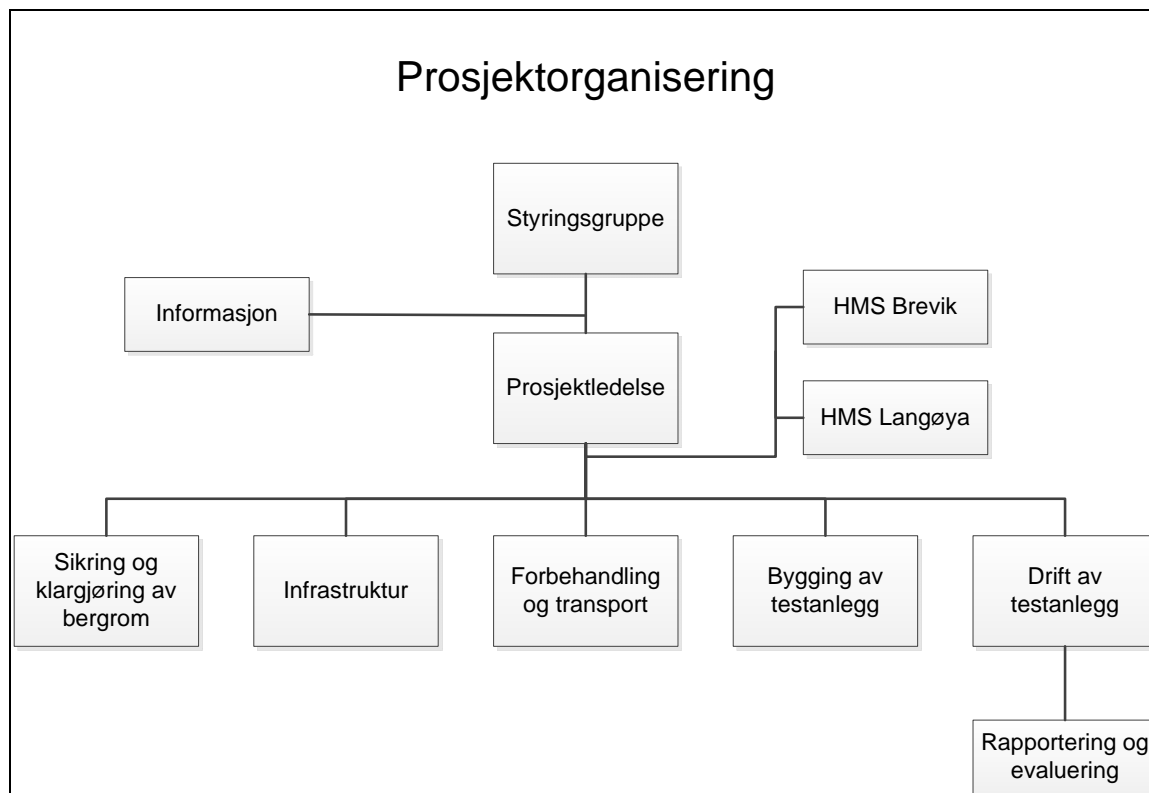 Prosjektorganisering
Styringsgruppe
Informasjon
HMS Brevik
Prosjektledelse
HMS Langøya
Sikring og
klargjøring av
bergrom
Infrastruktur
Forbehandling
og transport
Bygging av
testanlegg
Drift av
testanlegg
Rapportering og
evaluering